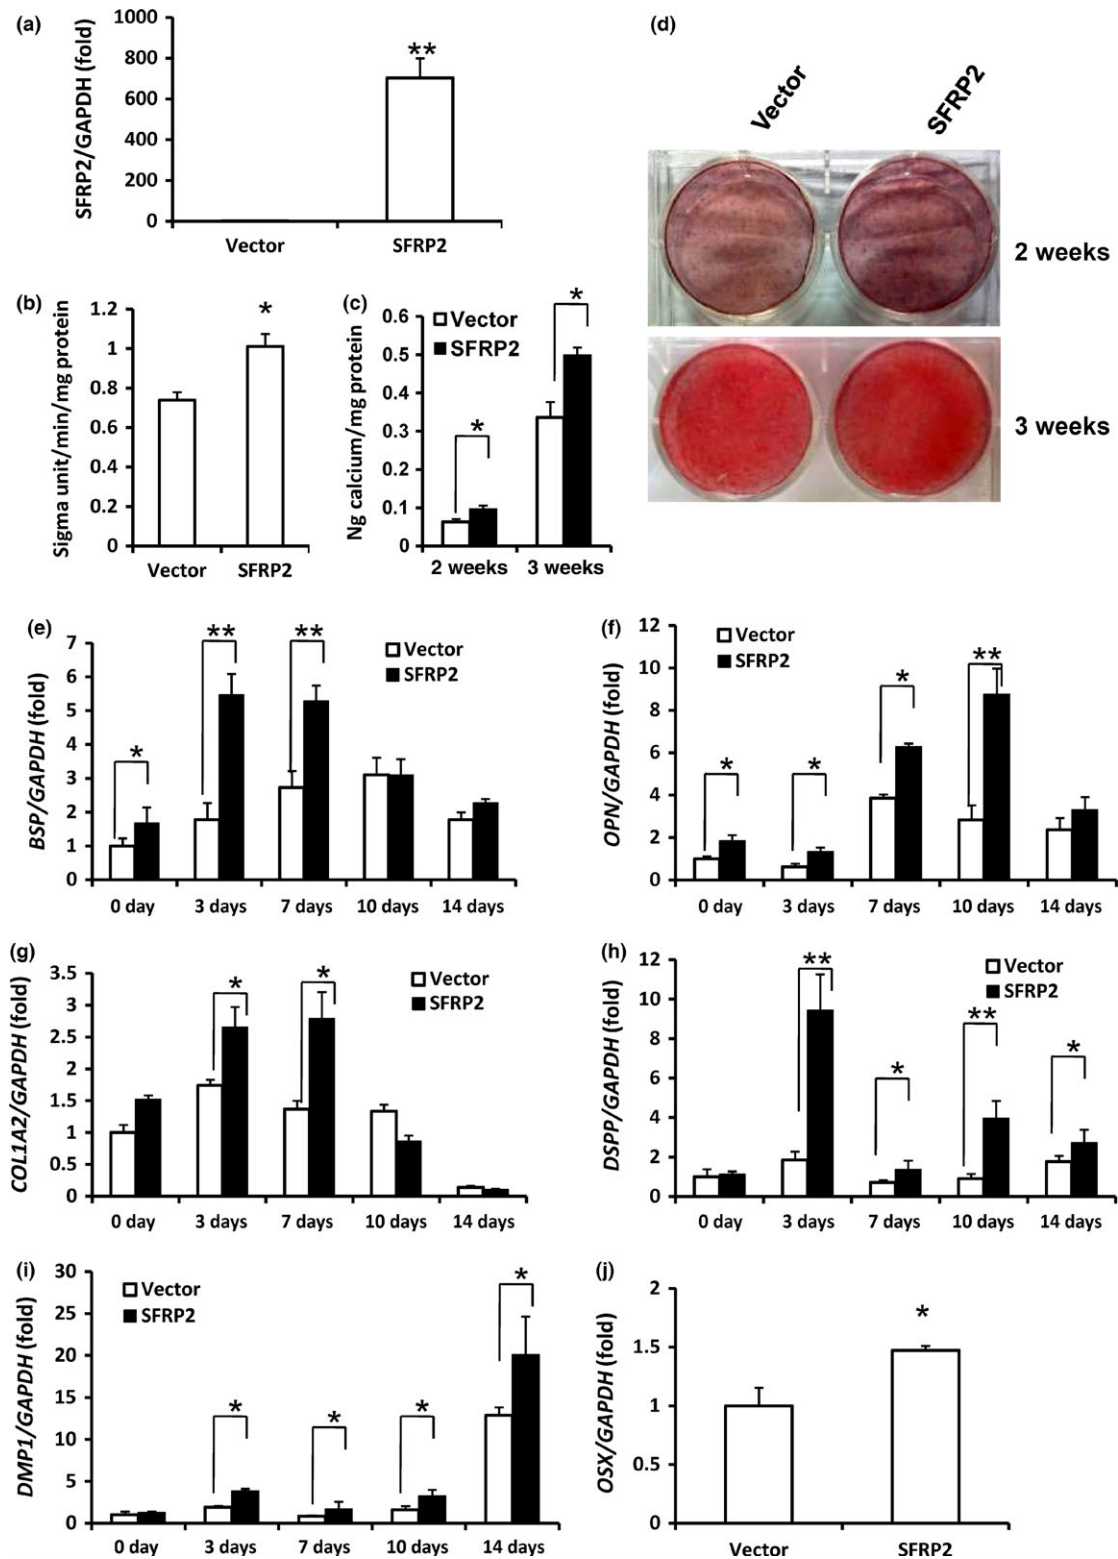 (a)
SFRP2/GAPDH (fold)
1000
800
600
400
200
0
**
Vector
SFRP2
(b)
Sigma unit/min/mg protein
1.2
1
0.8
0.6
0.4
0.2
0
*
Vector
SFRP2
(c)
Ng calcium/mg protein
0.6
0.5
0.4
0.3
0.2
0.1
0
Vector
SFRP2
*
*
2 weeks
3 weeks
(d)
Vector
SFRP2
2 weeks
3 weeks
(e)
BSP/GAPDH (fold)
7
6
5
4
3
2
1
0
Vector
SFRP2
*
**
**
0 day
3 days
7 days
10 days
14 days
(f)
OPN/GAPDH (fold)
12
10
8
6
4
2
0
Vector
SFRP2
*
*
*
**
0 day
3 days
7 days
10 days
14 days
(g)
COL1A2/GAPDH (fold)
3.5
3
2.5
2
1.5
1
0.5
0
Vector
SFRP2
*
*
0 day
3 days
7 days
10 days
14 days
(h)
DSPP/GAPDH (fold)
12
10
8
6
4
2
0
Vector
SFRP2
**
*
**
*
0 day
3 days
7 days
10 days
14 days
(i)
DMP1/GAPDH (fold)
30
25
20
15
10
5
0
Vector
SFRP2
*
*
*
*
0 day
3 days
7 days
10 days
14 days
(j)
OSX/GAPDH (fold)
2
1.5
1
0.5
0
*
Vector
SFRP2